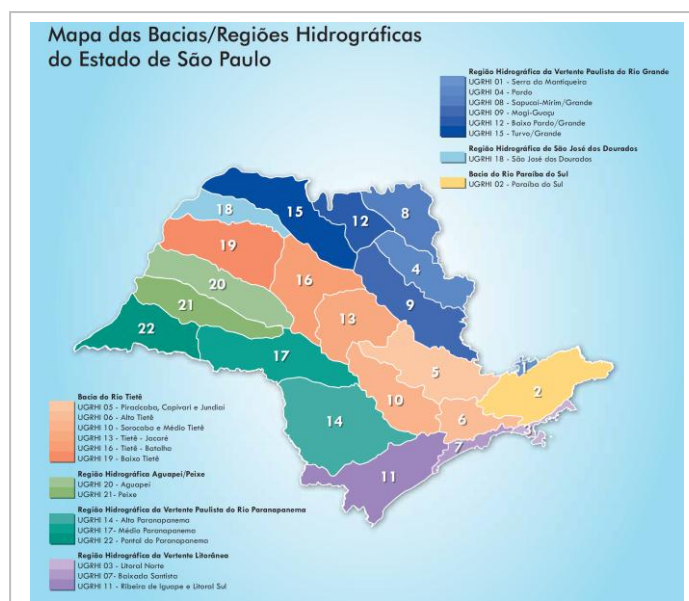 Mapa das Bacias/Regiões Hidrográficas
do Estado de São Paulo
Região Hidrográfica da Vertente Paulista do Rio Grande
UGRHI 01 - Serra da Mantiqueira
UGRHI 04 - Pardo
UGRHI 08 - Sapucaí-Mirim/Grande
UGRHI 09 - Mogi-Guaçu
UGRHI 12 - Baixo Pardo/Grande
UGRHI 15 - Turvo/Grande
Região Hidrográfica de São José dos Dourados
UGRHI 18 - São José dos Dourados
Bacia do Rio Paraíba do Sul
UGRHI 02 - Paraíba do Sul
18
15
12
8
19
16
4
20
9
21
13
22
17
5
1
2
10
6
14
3
7
11
Bacia do Rio Tietê
UGRHI 05 - Piracicaba, Capivari e Jundiaí
UGRHI 06 - Alto Tietê
UGRHI 10 - Sorocaba e Médio Tietê
UGRHI 13 - Tietê - Jacaré
UGRHI 16 - Tietê - Batalha
UGRHI 19 - Baixo Tietê
Região Hidrográfica Aguapeí/Peixe
UGRHI 20 - Aguapeí
UGRHI 21- Peixe
Região Hidrográfica da Vertente Paulista do Rio Paranapanema
UGRHI 14 - Alto Paranapanema
UGRHI 17- Médio Paranapanema
UGRHI 22 - Pontal do Paranapanema
Região Hidrográfica da Vertente Litorânea
UGRHI 03 - Litoral Norte
UGRHI 07- Baixada Santista
UGRHI 11 - Ribeira de Iguape e Litoral Sul